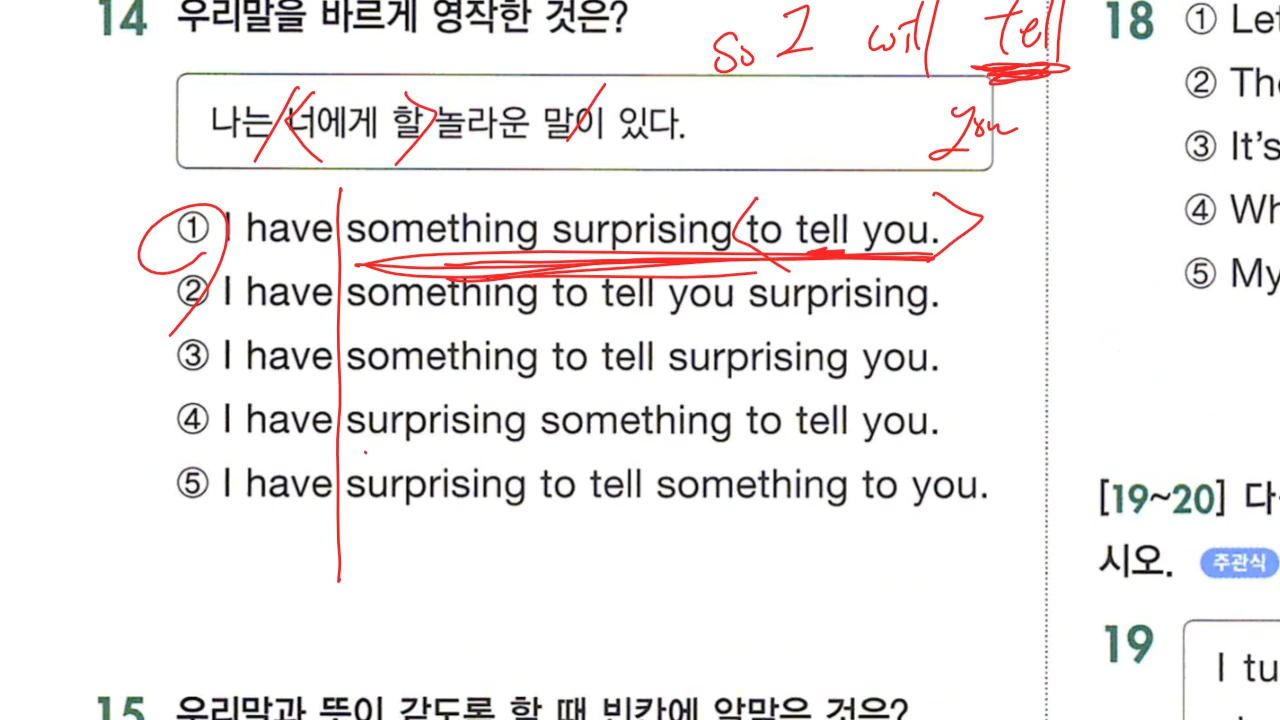 14 우리말을 바르게 영작한 것은?
so I will tell
you
나는 너에게 할 놀라운 말이 있다.
① I have something surprising to tell you.
② I have something to tell you surprising.
③ I have something to tell surprising you.
④ I have surprising something to tell you.
⑤ I have surprising to tell something to you.
15 우리말과 뜻이 같도록 할 때 빈칸에 알맞은 것은?
18 ① Let
② The
③ It's
④ Wh
⑤ My
[19~20] 다
시오. 주관식
19
I tu